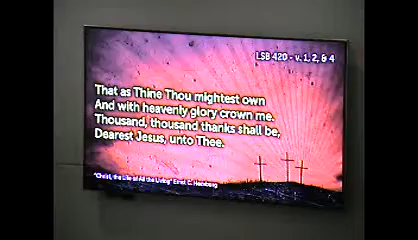 LSB 420 - v. 1, 2, & 4
That as Thine Thou mightest own
And with heavenly glory crown me.
Thousand, thousand thanks shall be,
Dearest Jesus, unto Thee.
"Christ, the Life of All the Living" Ernst C. Homburg